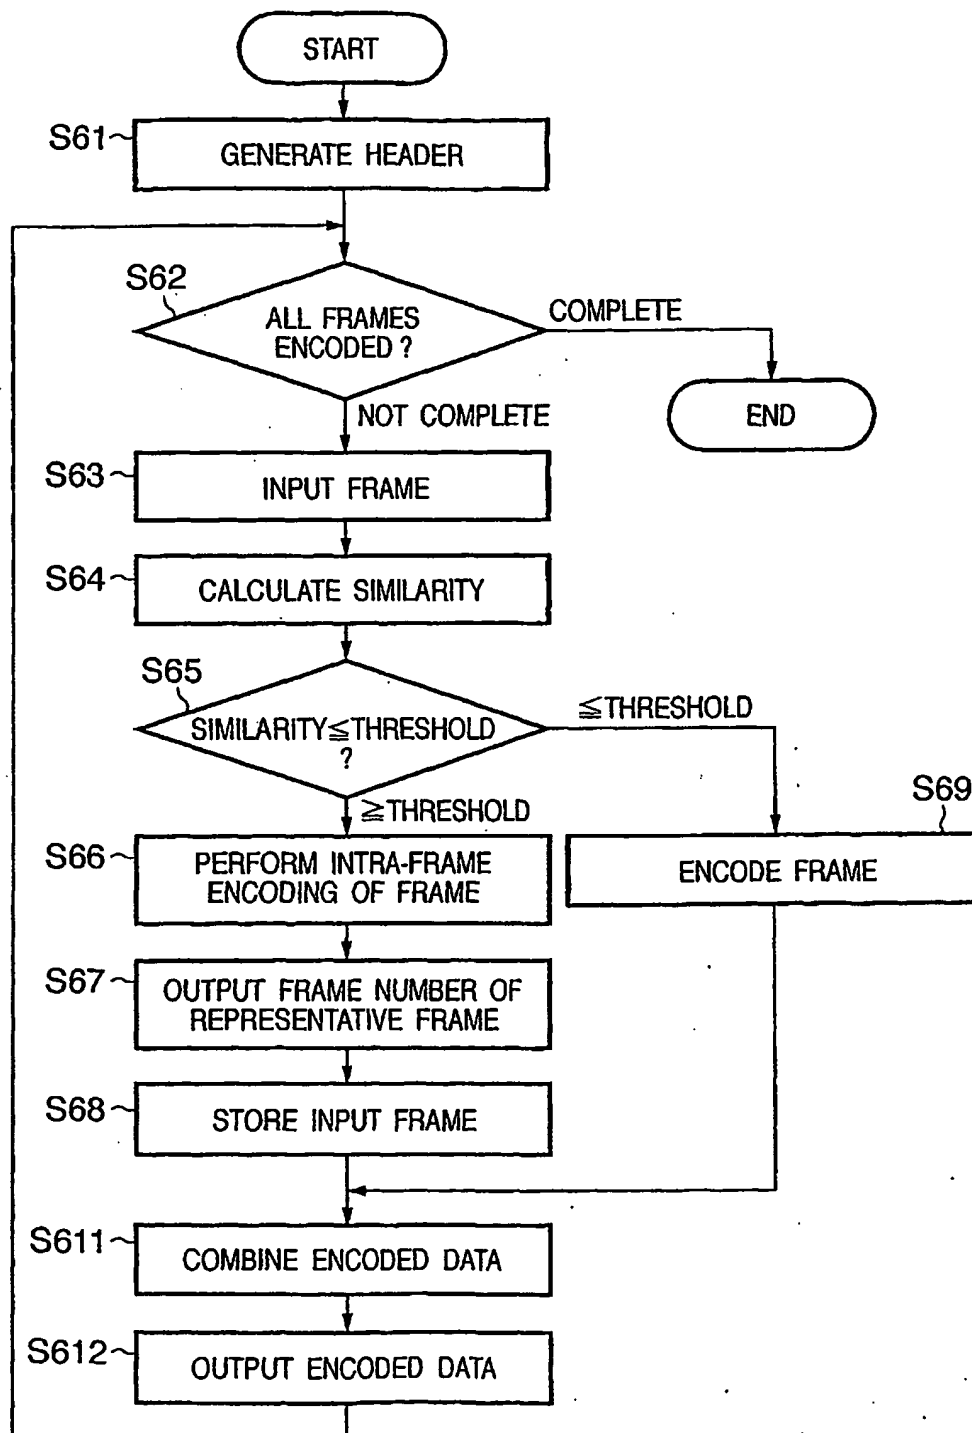 START
S61
GENERATE HEADER
S62
ALL FRAMES
ENCODED ?
COMPLETE
END
NOT COMPLETE
S63
INPUT FRAME
S64
CALCULATE SIMILARITY
S65
SIMILARITY≦THRESHOLD
?
≦THRESHOLD
≧THRESHOLD
S66
PERFORM INTRA-FRAME
ENCODING OF FRAME
S69
ENCODE FRAME
S67
OUTPUT FRAME NUMBER OF
REPRESENTATIVE FRAME
S68
STORE INPUT FRAME
S611
COMBINE ENCODED DATA
S612
OUTPUT ENCODED DATA